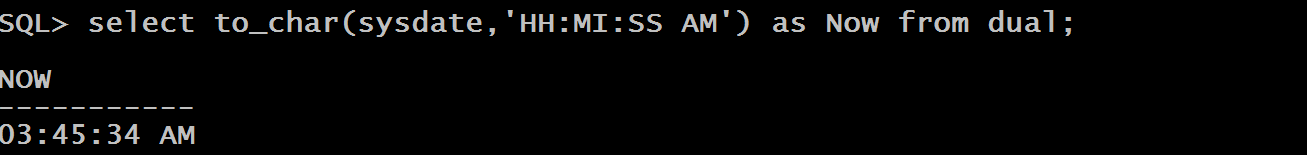 SQL> select to_char(sysdate,'HH:MI:SS AM') as Now from dual;
NOW
-----------
03:45:34 AM